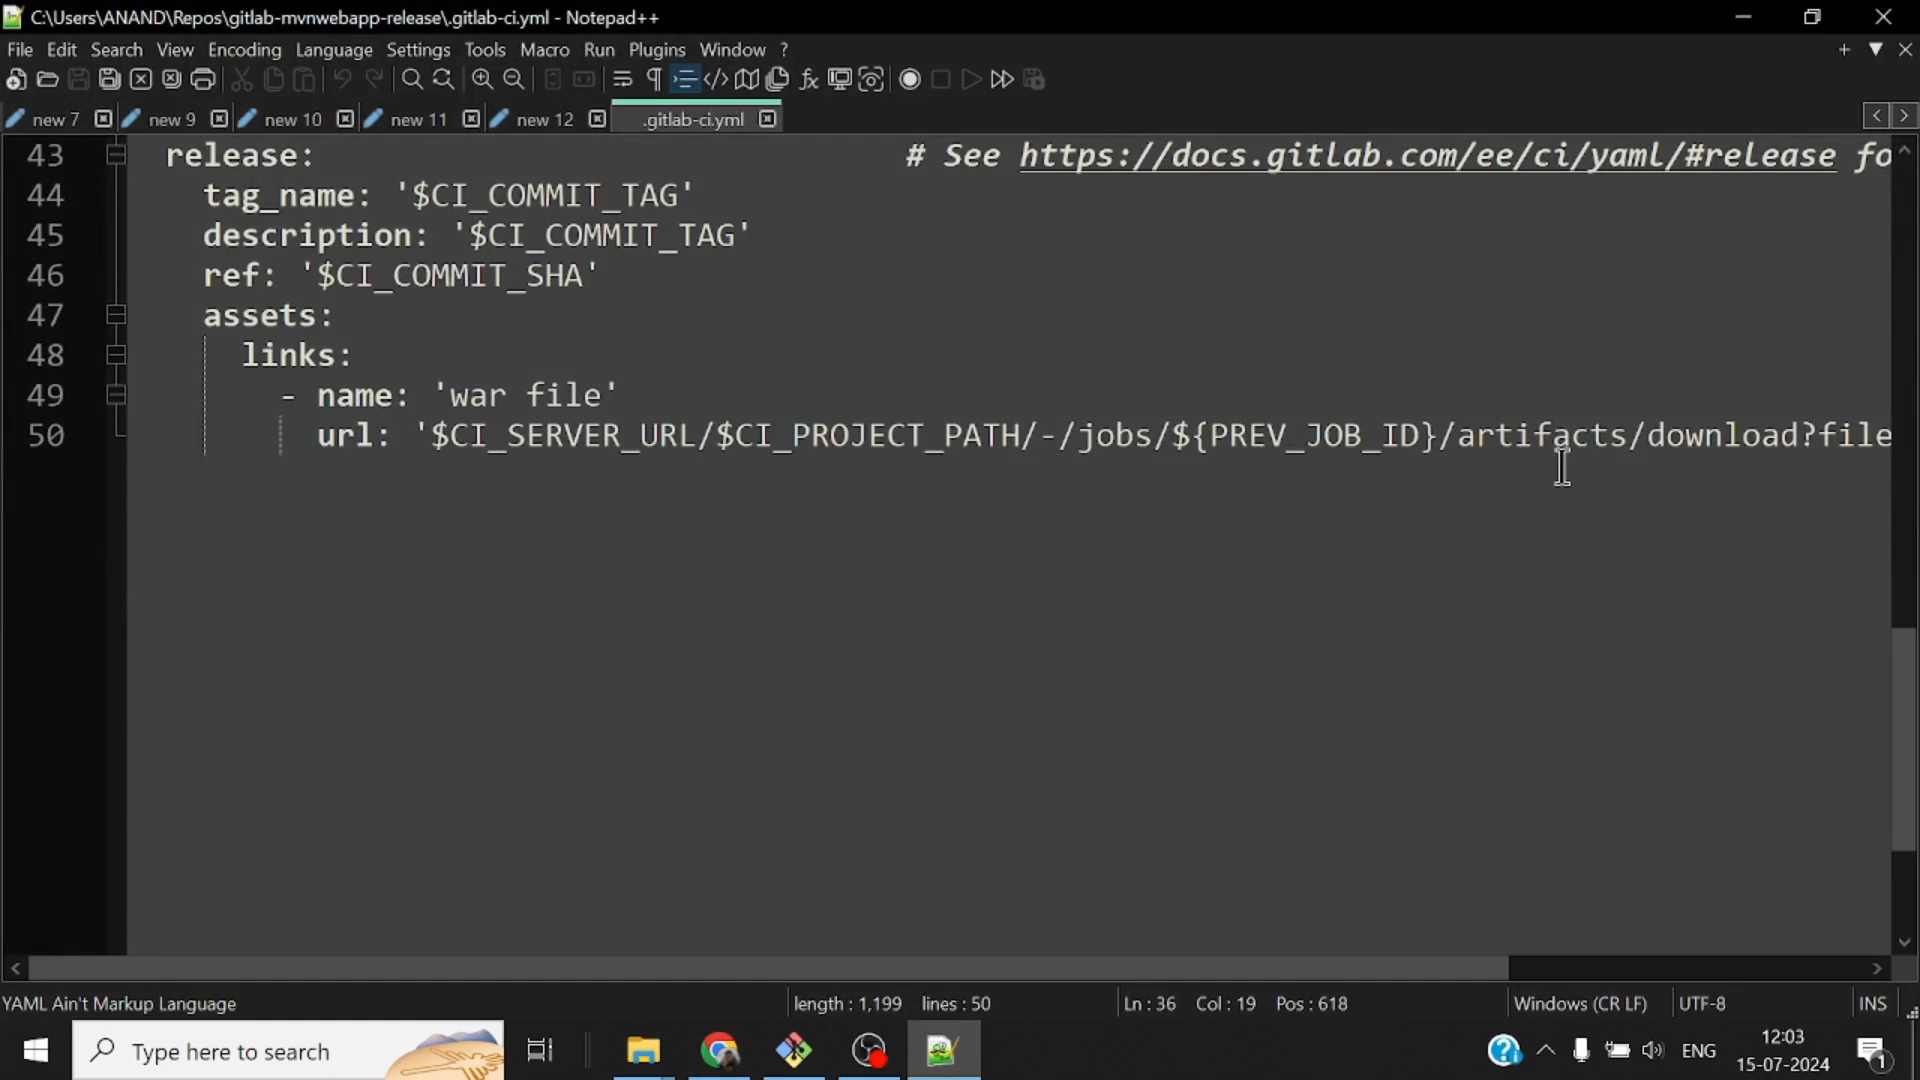 C:\Users\ANAND\Repos\gitlab-mvnwebapp-release\.gitlab-ci.yml - Notepad++
File Edit Search View Encoding Language Settings Tools Macro Run Plugins Window ?
new 7 new 9 new 10 new 11 new 12 .gitlab-ci.yml
43 release: # See https://docs.gitlab.com/ee/ci/yaml/#release fo
44 tag_name: '$CI_COMMIT_TAG'
45 description: '$CI_COMMIT_TAG'
46 ref: '$CI_COMMIT_SHA'
47 assets:
48 links:
49 - name: 'war file'
50 url: '$CI_SERVER_URL/$CI_PROJECT_PATH/-/jobs/${PREV_JOB_ID}/artifacts/download?file
YAML Ain't Markup Language length : 1,199 lines : 50 Ln : 36 Col : 19 Pos : 618 Windows (CR LF) UTF-8 INS
Type here to search ENG 12:03
15-07-2024 1